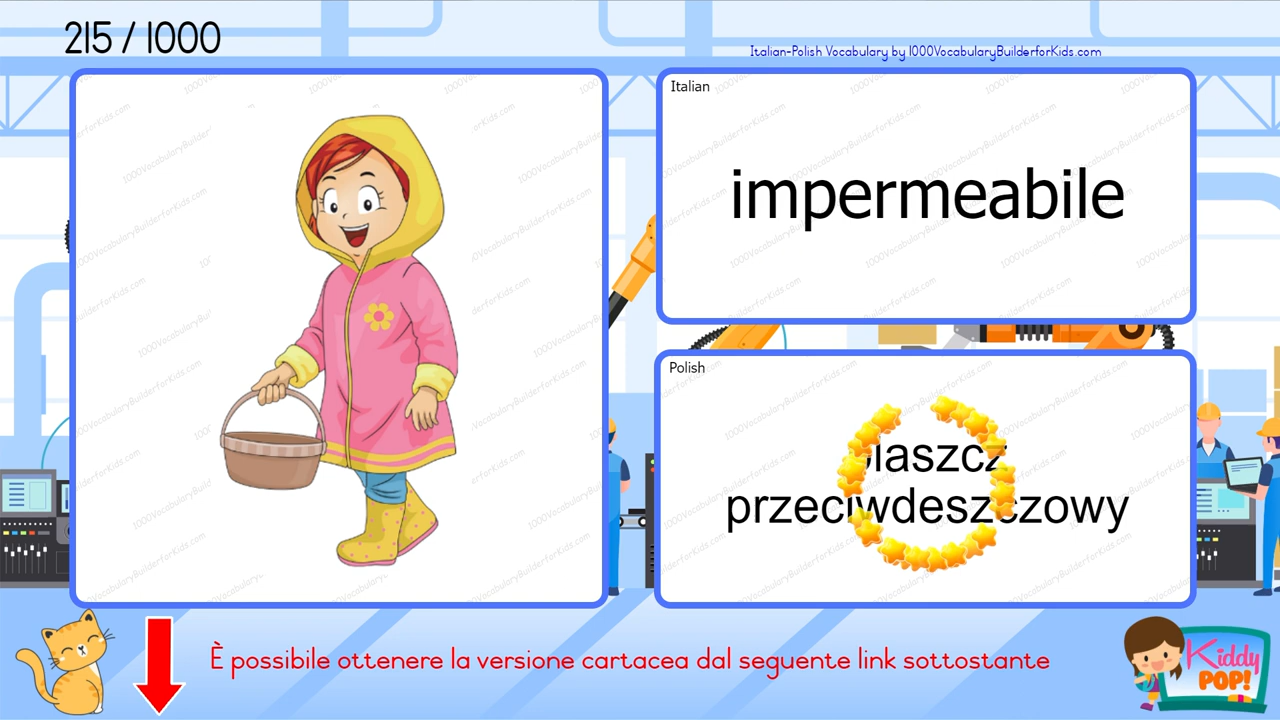 215 / 1000
Italian-Polish Vocabulary by 1000VocabularyBuilderforKids.com
Italian
impermeabile
Polish
płaszcz
przeciwdeszczowy
È possibile ottenere la versione cartacea dal seguente link sottostante
Kiddy
POP!